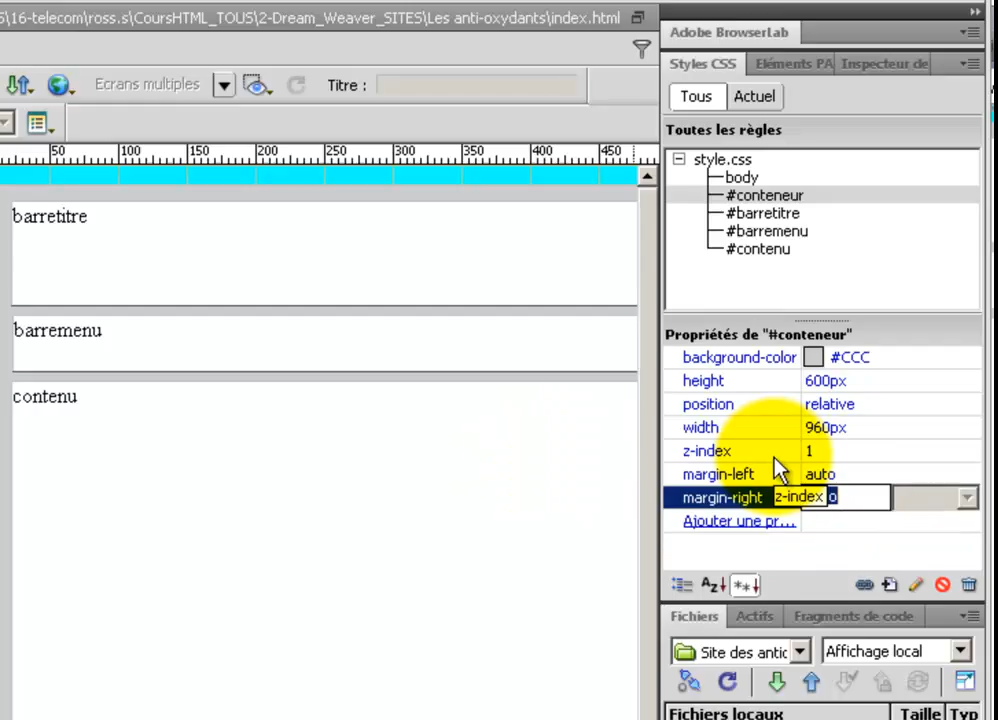 \16-telecom\ross.s\CoursHTML_TOUS\2-Dream_Weaver_SITES\Les anti-oxydants\index.html
Adobe BrowserLab
Styles CSS Eléments PA Inspecteur de
Ecrans multiples Titre :
Tous Actuel
Toutes les règles
50 100 150 200 250 300 350 400 450
style.css
body
#conteneur
#barretitre
#barremenu
#contenu
barretitre
barremenu
contenu
Propriétés de "#conteneur"
background-color #CCC
height 600px
position relative
width 960px
z-index 1
margin-left auto
margin-right z-index o
Ajouter une pr...
Fichiers Actifs Fragments de code
Site des antic Affichage local
Fichiers locaux Taille Typ